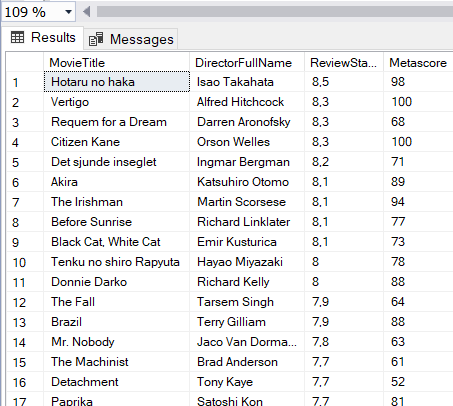 109 %
Results Messages
MovieTitle DirectorFullName ReviewSta... Metascore
1 Hotaru no haka Isao Takahata 8,5 98
2 Vertigo Alfred Hitchcock 8,3 100
3 Requem for a Dream Darren Aronofsky 8,3 68
4 Citizen Kane Orson Welles 8,3 100
5 Det sjunde inseglet Ingmar Bergman 8,2 71
6 Akira Katsuhiro Otomo 8,1 89
7 The Irishman Martin Scorsese 8,1 94
8 Before Sunrise Richard Linklater 8,1 77
9 Black Cat, White Cat Emir Kusturica 8,1 73
10 Tenku no shiro Rapyuta Hayao Miyazaki 8 78
11 Donnie Darko Richard Kelly 8 88
12 The Fall Tarsem Singh 7,9 64
13 Brazil Terry Gilliam 7,9 88
14 Mr. Nobody Jaco Van Dorma... 7,8 63
15 The Machinist Brad Anderson 7,7 61
16 Detachment Tony Kaye 7,7 52
17 Paprika Satoshi Kon 7,7 81